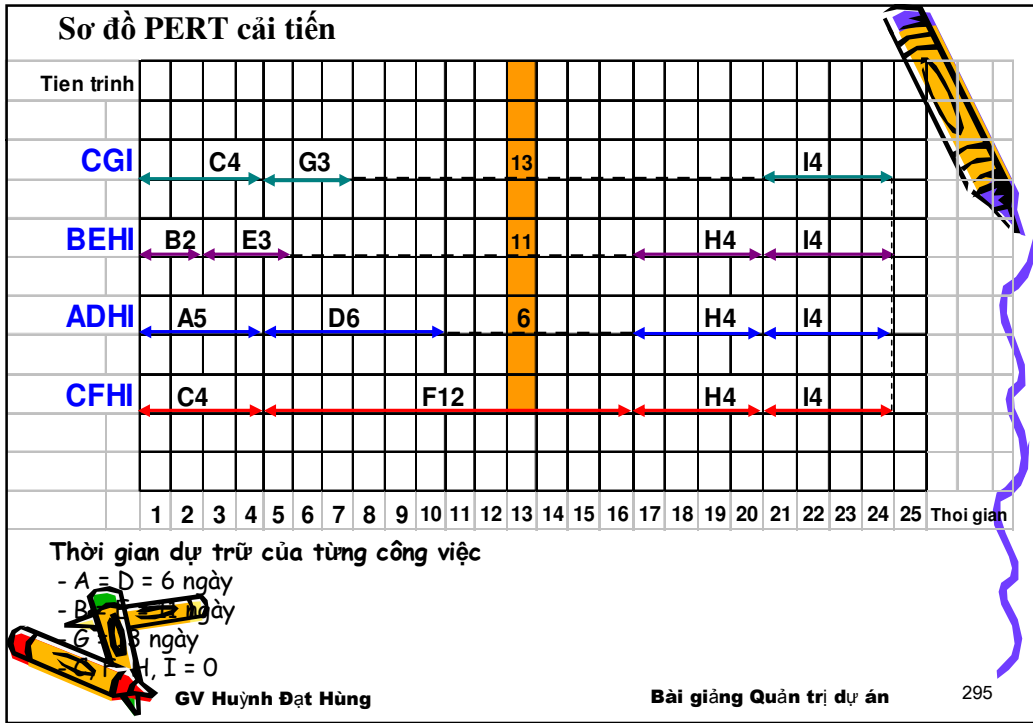 Sơ đồ PERT cải tiến
Tien trinh
CGI C4 G3 13 I4
BEHI B2 E3 11 H4 I4
ADHI A5 D6 6 H4 I4
CFHI C4 F12 H4 I4
1 2 3 4 5 6 7 8 9 10 11 12 13 14 15 16 17 18 19 20 21 22 23 24 25 Thoi gian
Thời gian dự trữ của từng công việc
- A = D = 6 ngày
- B = E = 11 ngày
- G = 13 ngày
- C, F, H, I = 0
GV Huỳnh Đạt Hùng Bài giảng Quản trị dự án 295